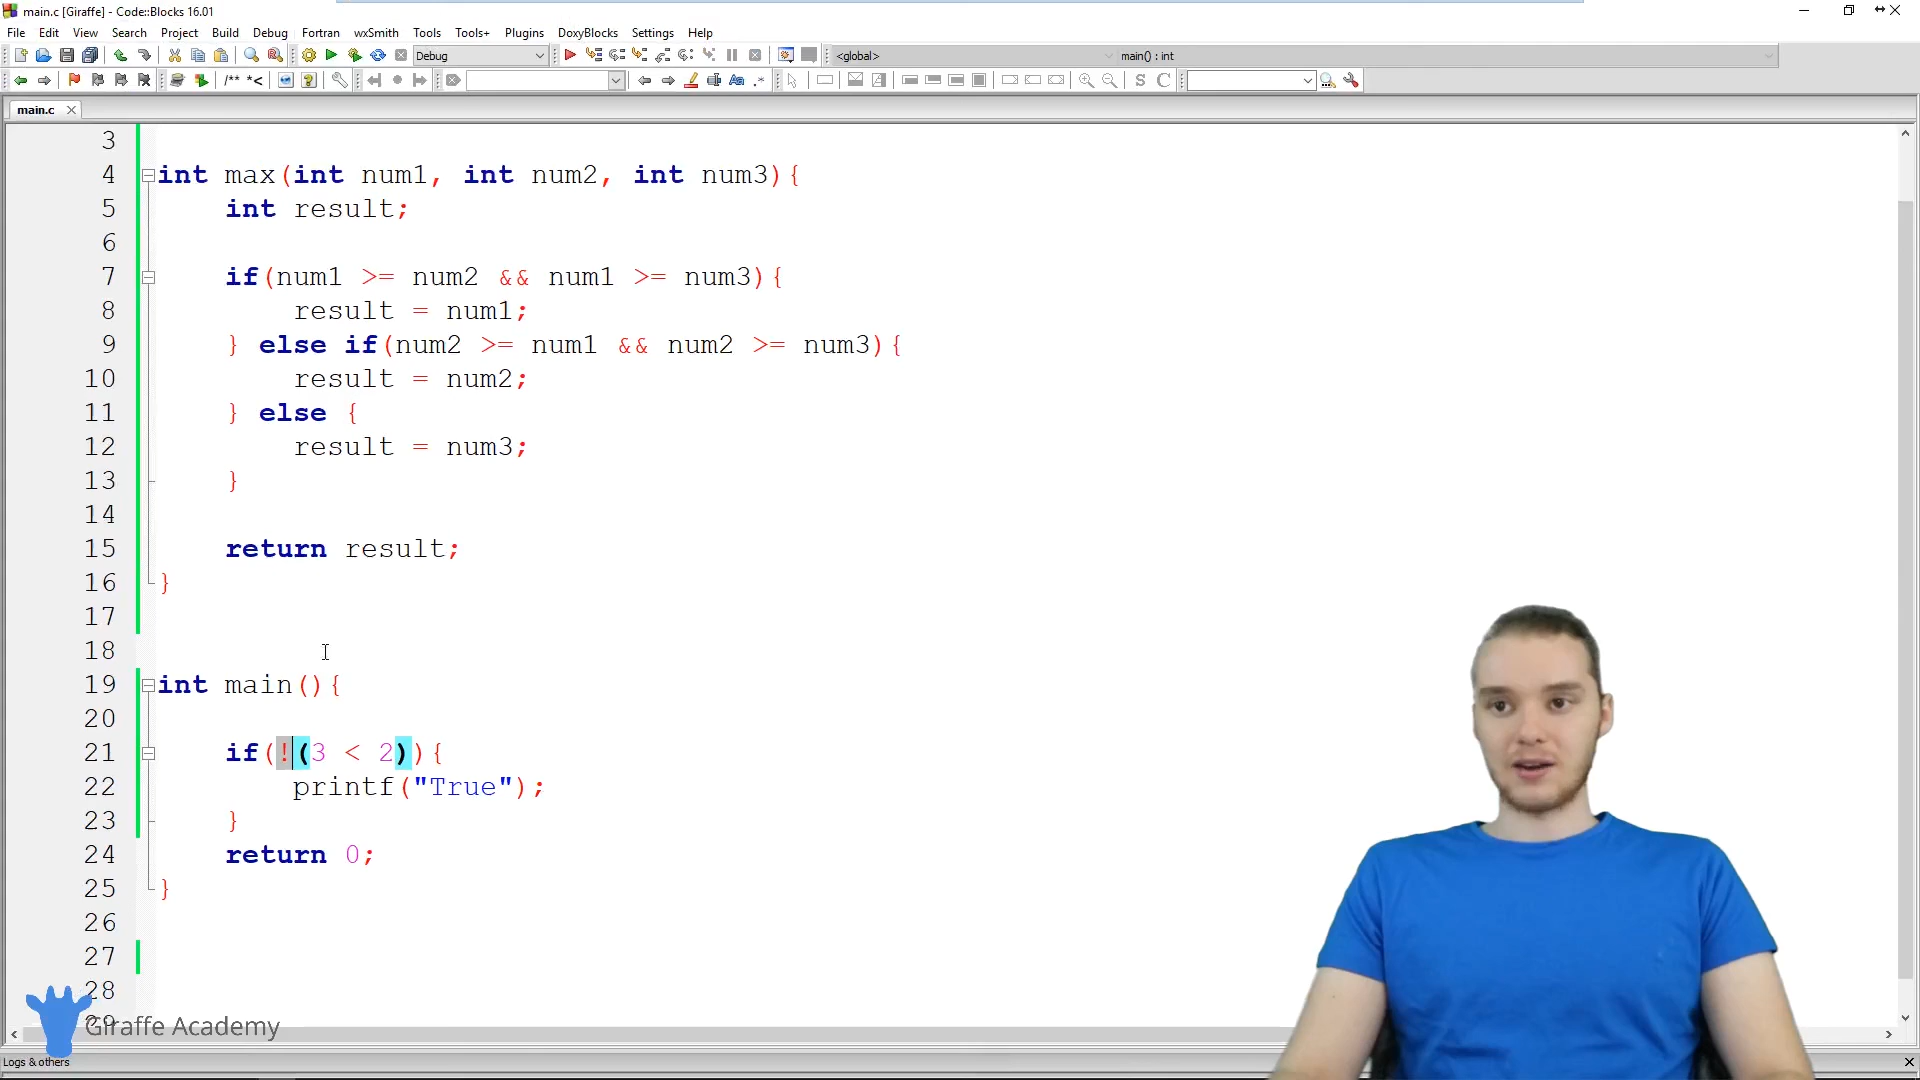 main.c [Giraffe] - Code::Blocks 16.01
File Edit View Search Project Build Debug Fortran wxSmith Tools Tools+ Plugins DoxyBlocks Settings Help
Debug <global> main() : int
/** *< Aa .* S C
main.c
3
4 int max(int num1, int num2, int num3){
5 int result;
6
7 if(num1 >= num2 && num1 >= num3){
8 result = num1;
9 } else if(num2 >= num1 && num2 >= num3){
10 result = num2;
11 } else {
12 result = num3;
13 }
14
15 return result;
16 }
17
18
19 int main(){
20
21 if(!(3 < 2)){
22 printf("True");
23 }
24 return 0;
25 }
26
27
28
29
Giraffe Academy
Logs & others